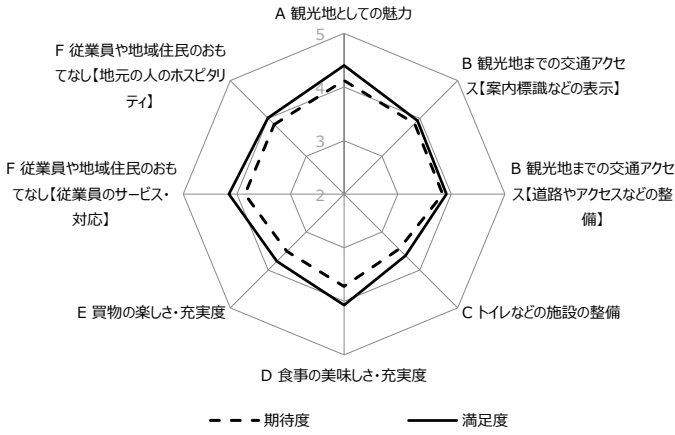 A 観光地としての魅力
5
F 従業員や地域住民のおも
てなし【地元の人のホスピタリ
ティ】
B 観光地までの交通アクセ
ス【案内標識などの表示】
4
3
F 従業員や地域住民のおも
てなし【従業員のサービス・
対応】
2
B 観光地までの交通アクセ
ス【道路やアクセスなどの整
備】
E 買物の楽しさ・充実度
C トイレなどの施設の整備
D 食事の美味しさ・充実度
期待度
満足度